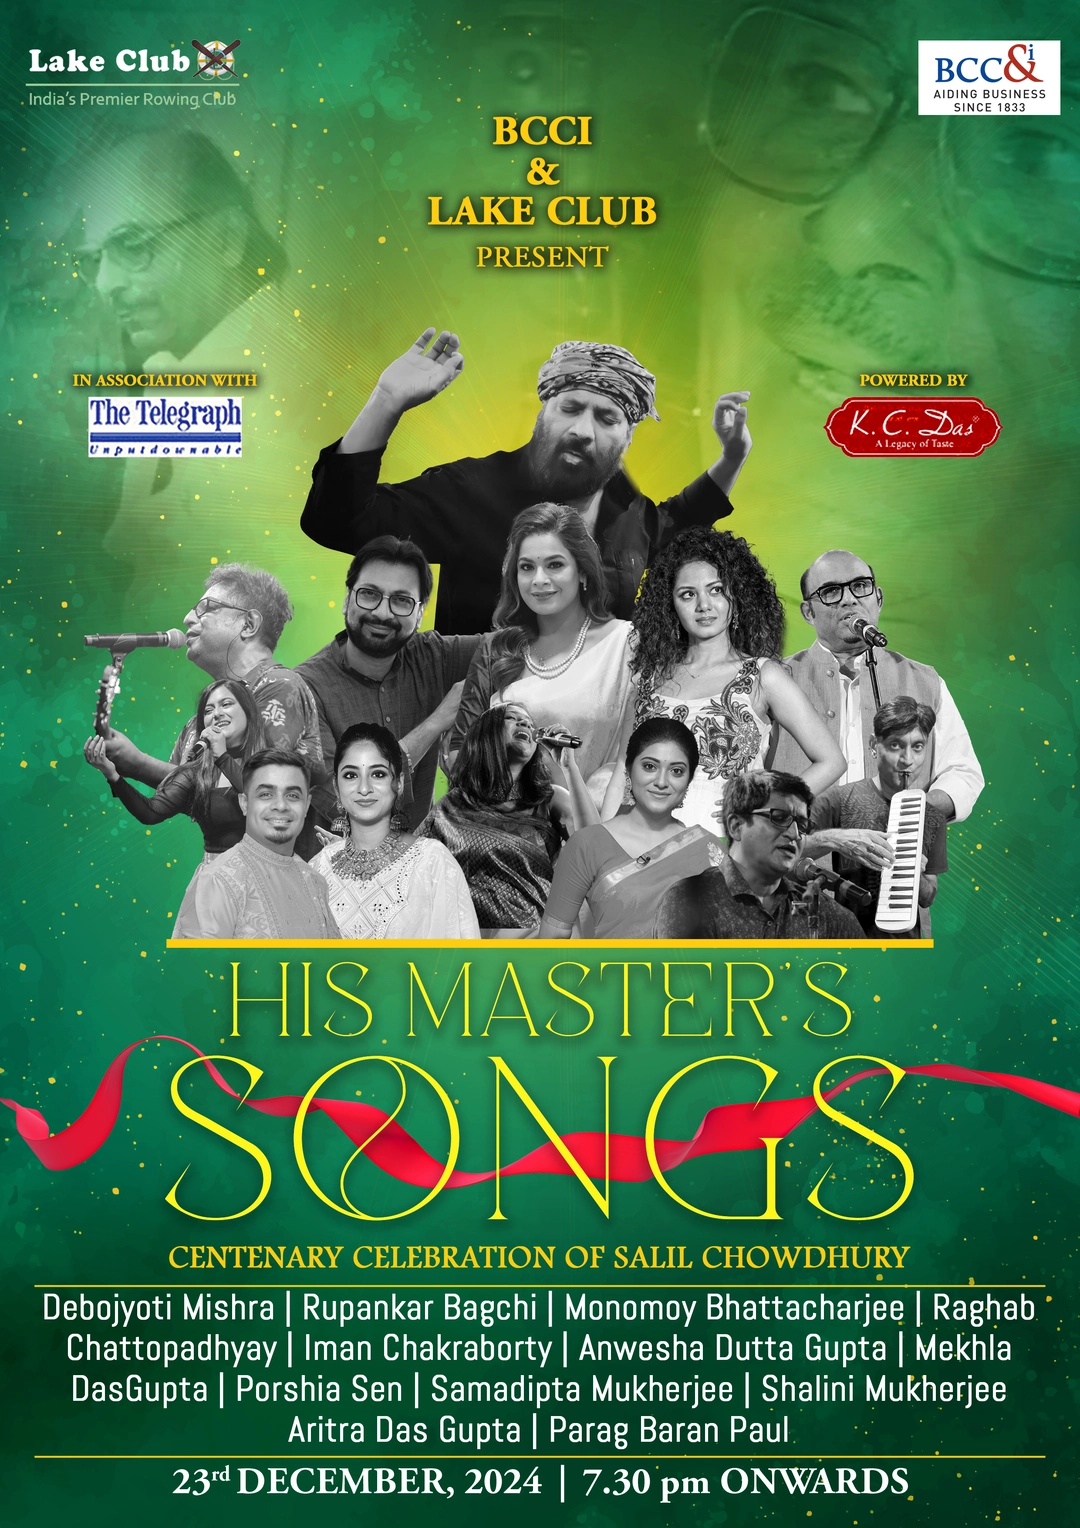 Lake Club
India's Premier Rowing Club
BCC&i
AIDING BUSINESS
SINCE 1833
BCCI
&
LAKE CLUB
PRESENT
IN ASSOCIATION WITH
The Telegraph
Unputdownable
POWERED BY
K. C. Das®
A Legacy of Taste
HIS MASTER'S
SONGS
CENTENARY CELEBRATION OF SALIL CHOWDHURY
Debojyoti Mishra | Rupankar Bagchi | Monomoy Bhattacharjee | Raghab
Chattopadhyay | Iman Chakraborty | Anwesha Dutta Gupta | Mekhla
DasGupta | Porshia Sen | Samadipta Mukherjee | Shalini Mukherjee
Aritra Das Gupta | Parag Baran Paul
23rd DECEMBER, 2024 | 7.30 pm ONWARDS